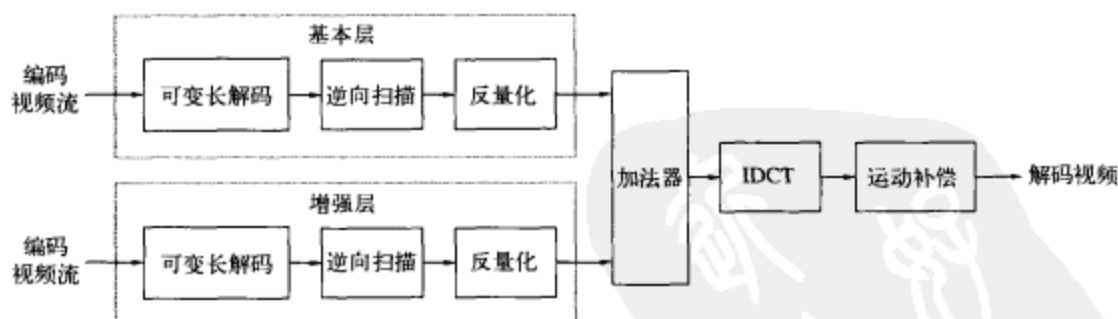 基本层
编码
视频流
可变长解码
逆向扫描
反量化
加法器
IDCT
运动补偿
解码视频
增强层
编码
视频流
可变长解码
逆向扫描
反量化